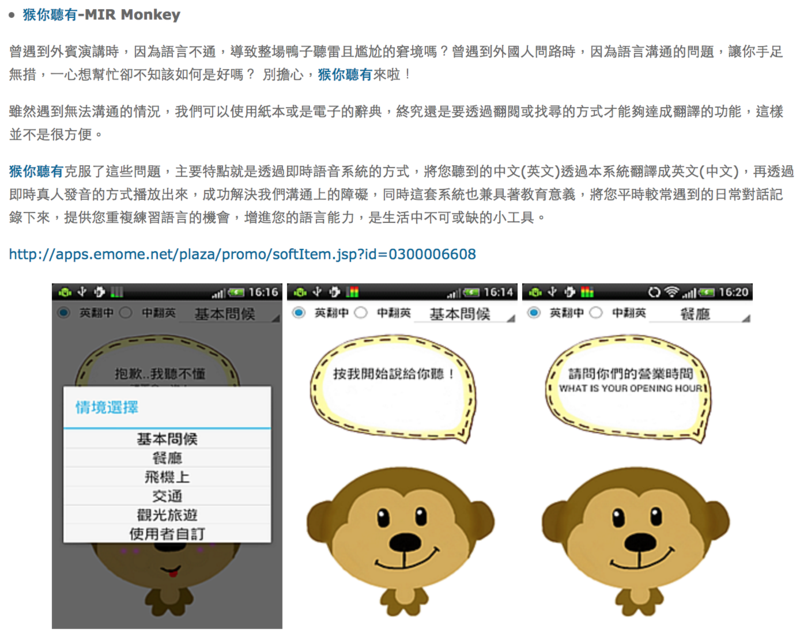 • 猴你聽有-MIR Monkey
曾遇到外賓演講時，因為語言不通，導致整場鴨子聽雷且尷尬的窘境嗎？曾遇到外國人問路時，因為語言溝通的問題，讓你手足
無措，一心想幫忙卻不知該如何是好嗎？ 別擔心，猴你聽有來啦！
雖然遇到無法溝通的情況，我們可以使用紙本或是電子的辭典，終究還是要透過翻閱或找尋的方式才能夠達成翻譯的功能，這樣
並不是很方便。
猴你聽有克服了這些問題，主要特點就是透過即時語音系統的方式，將您聽到的中文(英文)透過本系統翻譯成英文(中文)，再透過
即時真人發音的方式播放出來，成功解決我們溝通上的障礙，同時這套系統也兼具著教育意義，將您平時較常遇到的日常對話記
錄下來，提供您重複練習語言的機會，增進您的語言能力，是生活中不可或缺的小工具。
http://apps.emome.net/plaza/promo/softItem.jsp?id=0300006608
16:16
英翻中 中翻英 基本問候
抱歉..我聽不懂
情境選擇
基本問候
餐廳
飛機上
交通
觀光旅遊
使用者自訂
16:14
英翻中 中翻英 基本問候
按我開始說給你聽！
16:20
英翻中 中翻英 餐廳
請問你們的營業時間
WHAT IS YOUR OPENING HOUR